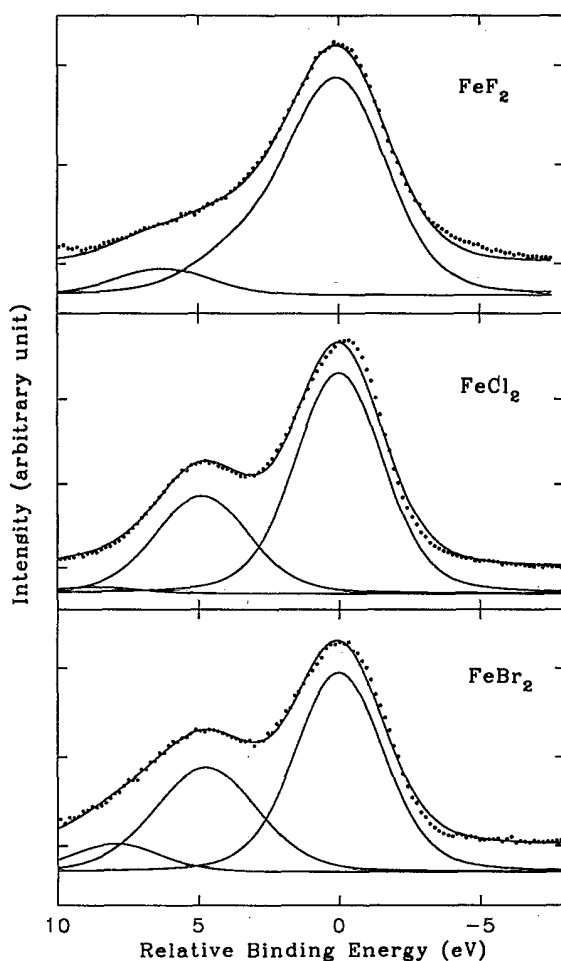 FeF2
FeCl2
FeBr2
Intensity (arbitrary unit)
10 5 0 -5
Relative Binding Energy (eV)